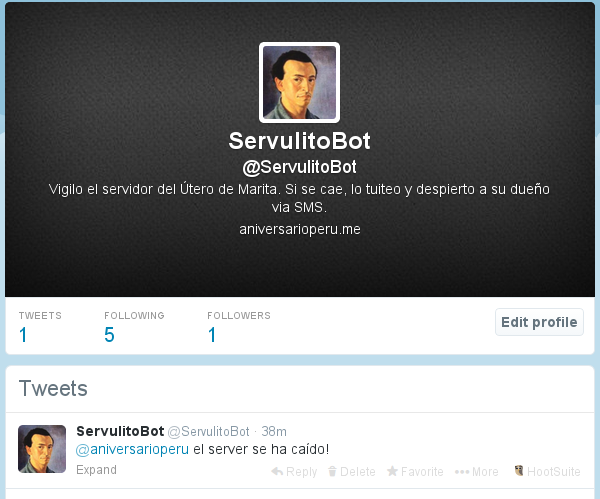 ServulitoBot
@ServulitoBot
Vigilo el servidor del Útero de Marita. Si se cae, lo tuiteo y despierto a su dueño
via SMS.
aniversarioperu.me
TWEETS FOLLOWING FOLLOWERS
1 5 1
Edit profile
Tweets
ServulitoBot @ServulitoBot · 38m
@aniversarioperu el server se ha caído!
Expand Reply Delete Favorite More HootSuite